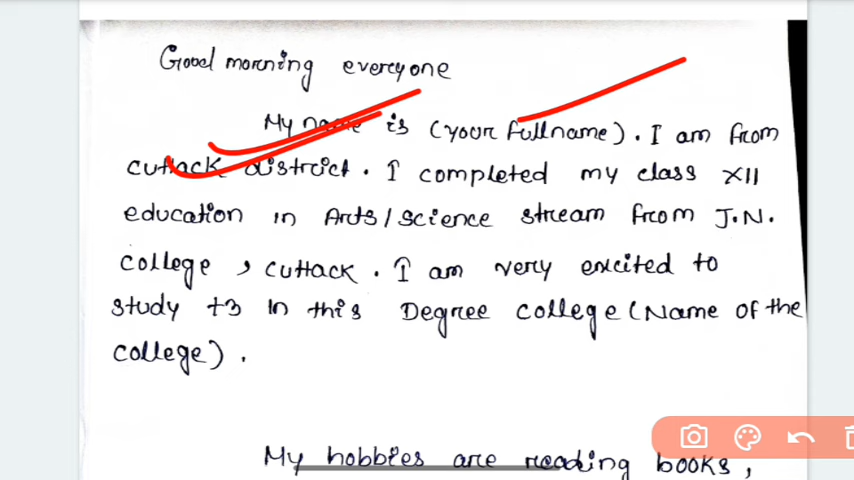 Good morning everyone
My name is (your fullname). I am from
cuttack district. I completed my class XII
education in Arts/science stream from J.N.
college, cuttack. I am very excited to
study +3 in this Degree college (Name of the
college).
My hobbies are reading books,